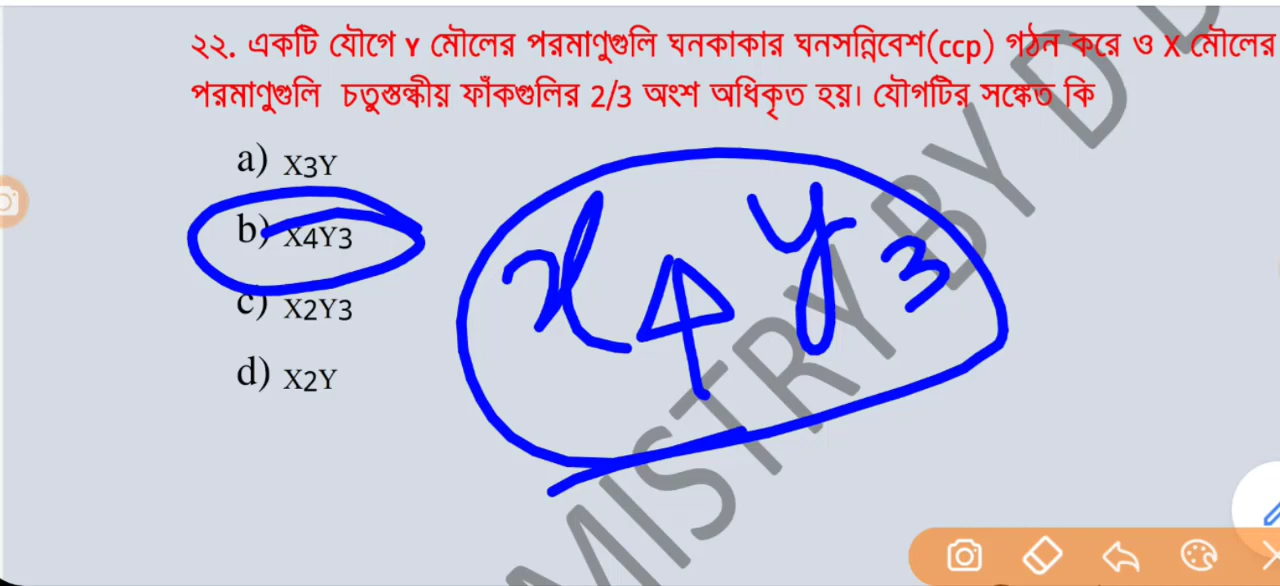 ২২. একটি যৌগে Y মৌলের পরমাণুগুলি ঘনকাকার ঘনসন্নিবেশ(ccp) গঠন করে ও X মৌলের
পরমাণুগুলি চতুস্তলকীয় ফাঁকগুলির 2/3 অংশ অধিকৃত হয়। যৌগটির সঙ্কেত কি
a) X3Y
b) X4Y3
c) X2Y3
d) X2Y
x4y3
MISTRY BY D